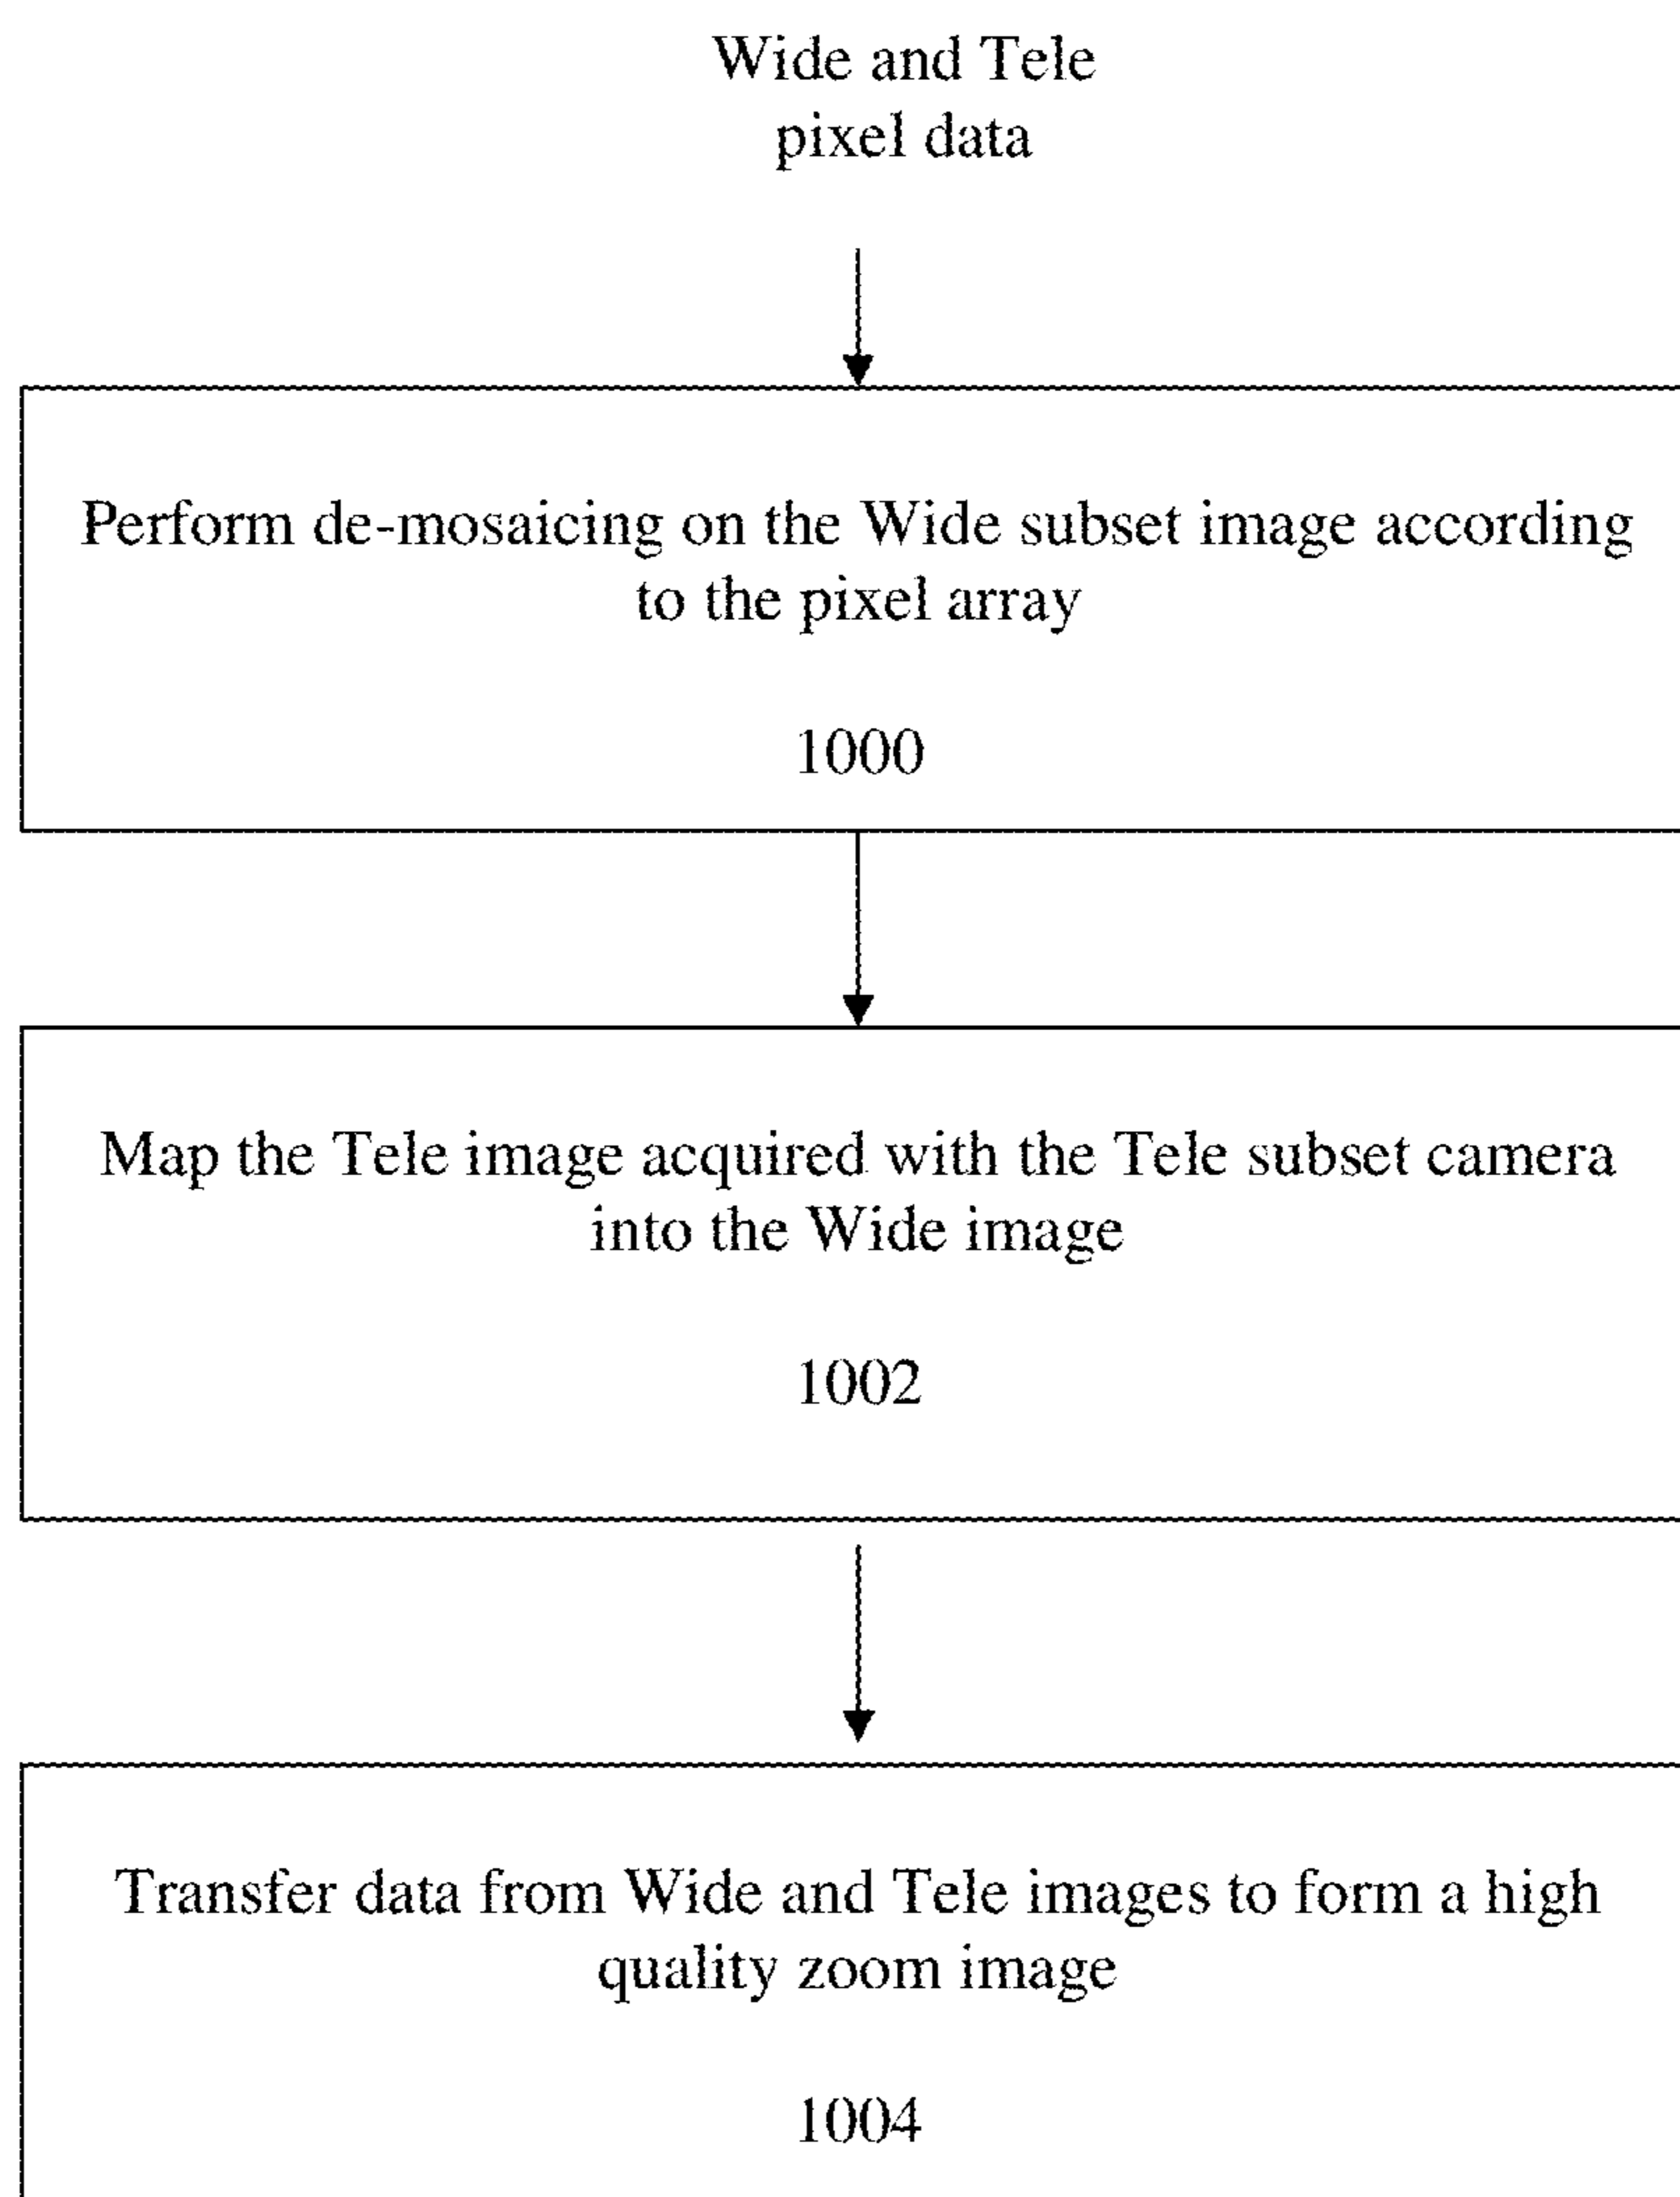 Wide and Tele
pixel data
Perform de-mosaicing on the Wide subset image according
to the pixel array
1000
Map the Tele image acquired with the Tele subset camera
into the Wide image
1002
Transfer data from Wide and Tele images to form a high
quality zoom image
1004